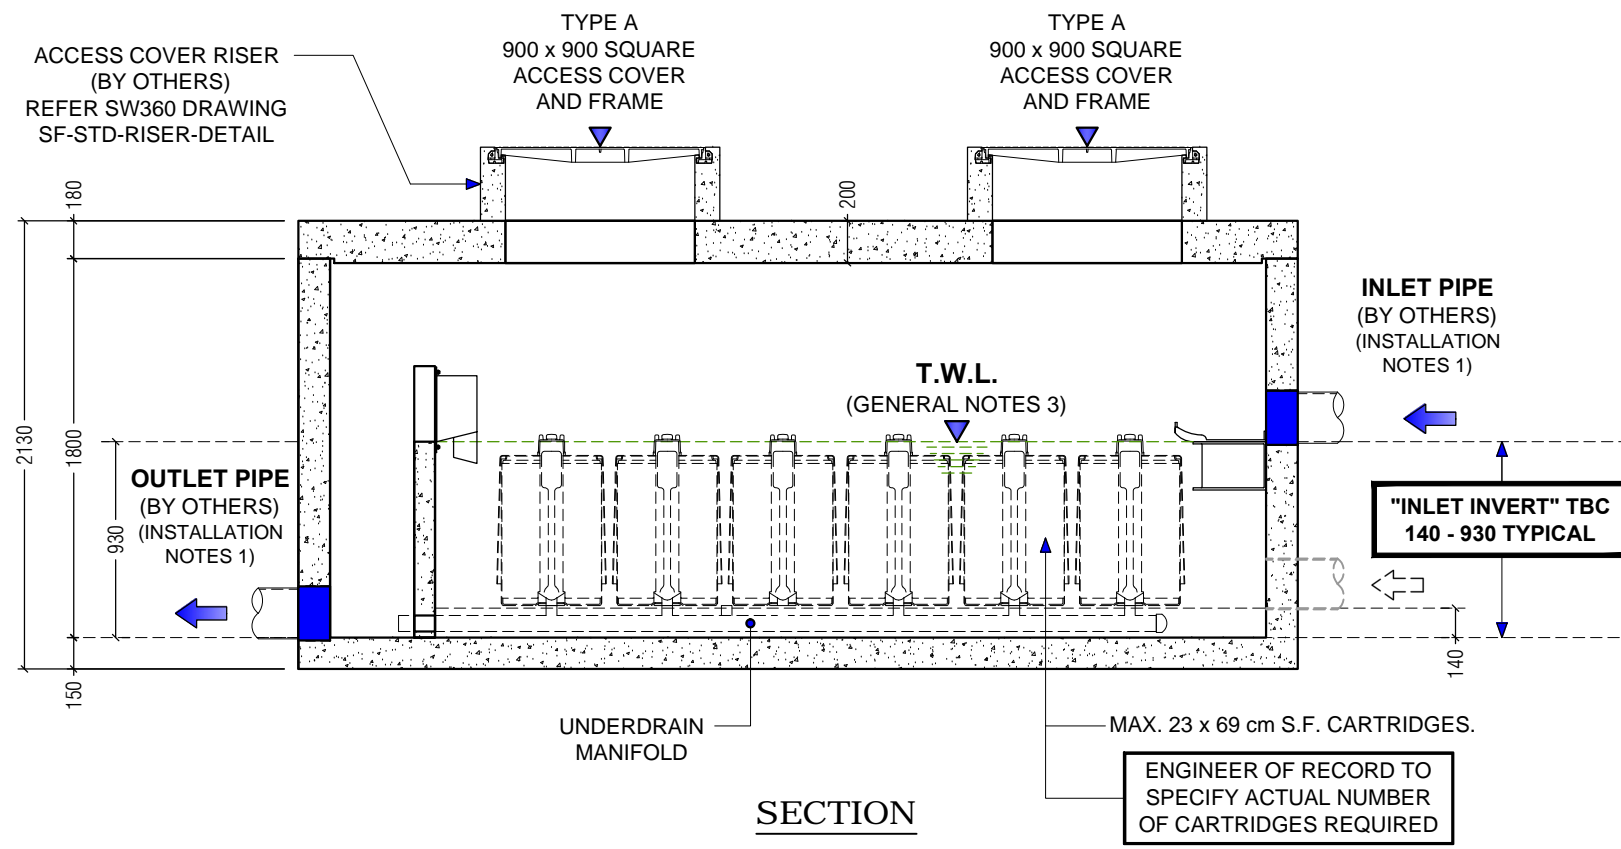 TYPE A
900 x 900 SQUARE
ACCESS COVER
AND FRAME
TYPE A
900 x 900 SQUARE
ACCESS COVER
AND FRAME
ACCESS COVER RISER
(BY OTHERS)
REFER SW360 DRAWING
SF-STD-RISER-DETAIL
180
200
INLET PIPE
(BY OTHERS)
(INSTALLATION
NOTES 1)
T.W.L.
(GENERAL NOTES 3)
2130
1800
930
OUTLET PIPE
(BY OTHERS)
(INSTALLATION
NOTES 1)
"INLET INVERT" TBC
140 - 930 TYPICAL
140
150
UNDERDRAIN
MANIFOLD
MAX. 23 x 69 cm S.F. CARTRIDGES.
ENGINEER OF RECORD TO
SPECIFY ACTUAL NUMBER
OF CARTRIDGES REQUIRED
SECTION